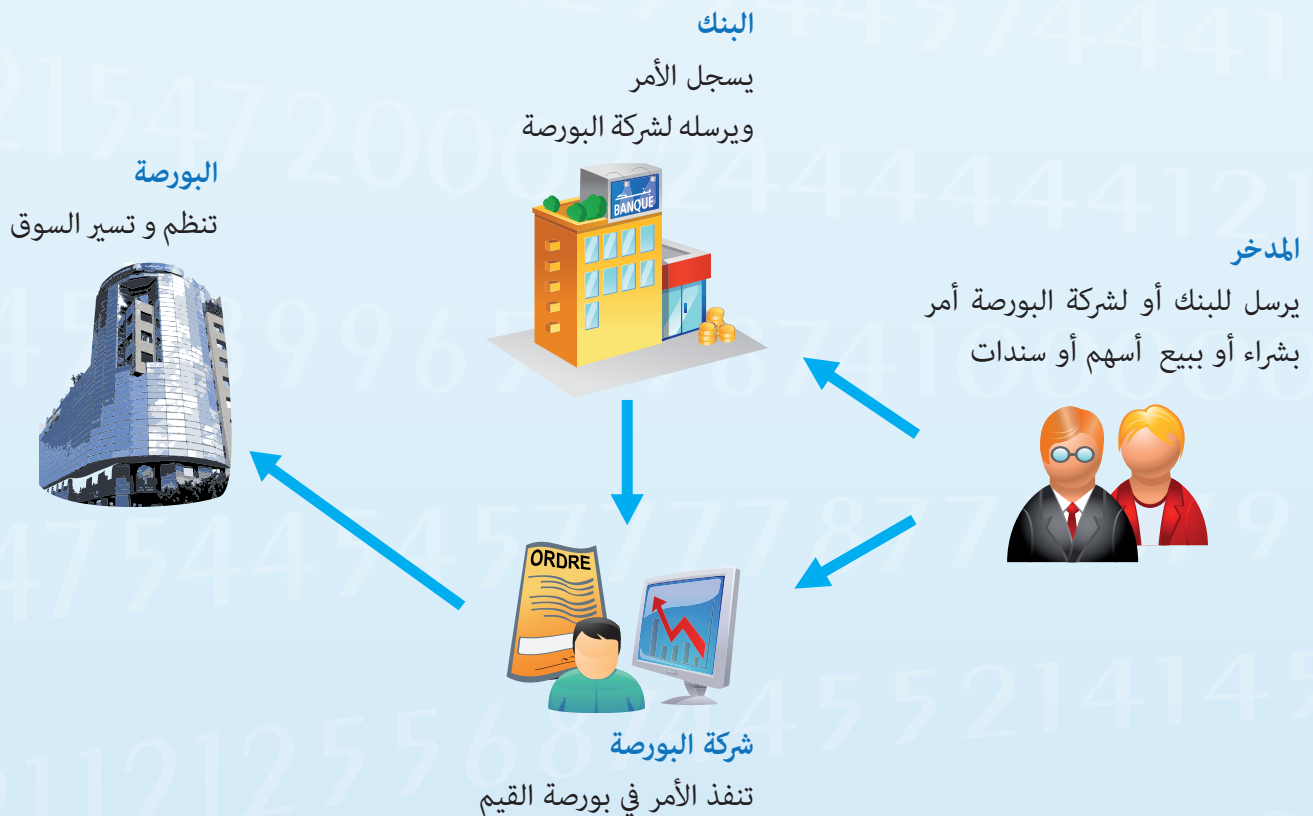 البنك
يسجل الأمر
ويرسله لشركة البورصة
بنك
BANQUE
المدخر
يرسل للبنك أو لشركة البورصة أمر
بشراء أو ببيع أسهم أو سندات
البورصة
تنظم و تسير السوق
ORDRE
شركة البورصة
تنفذ الأمر في بورصة القيم